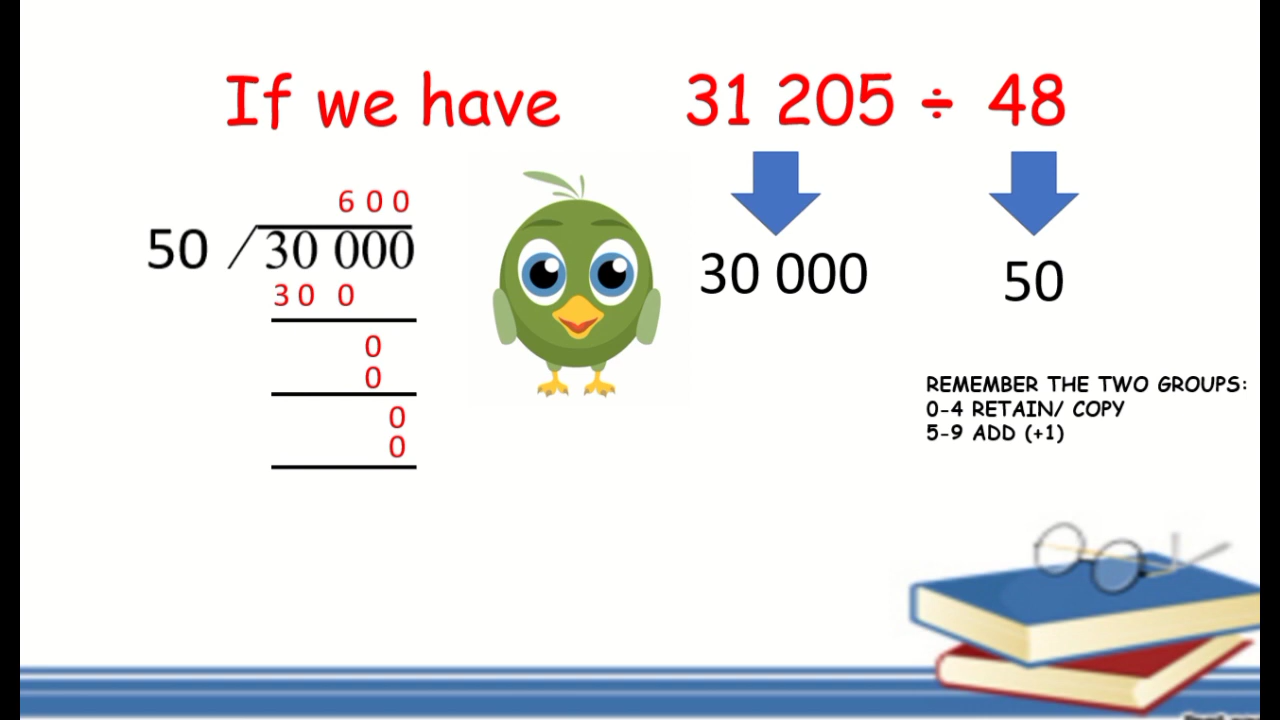 If we have 31 205 ÷ 48
600
50 30 000
30 0
0
0
0
0
30 000 50
REMEMBER THE TWO GROUPS:
0-4 RETAIN/ COPY
5-9 ADD (+1)